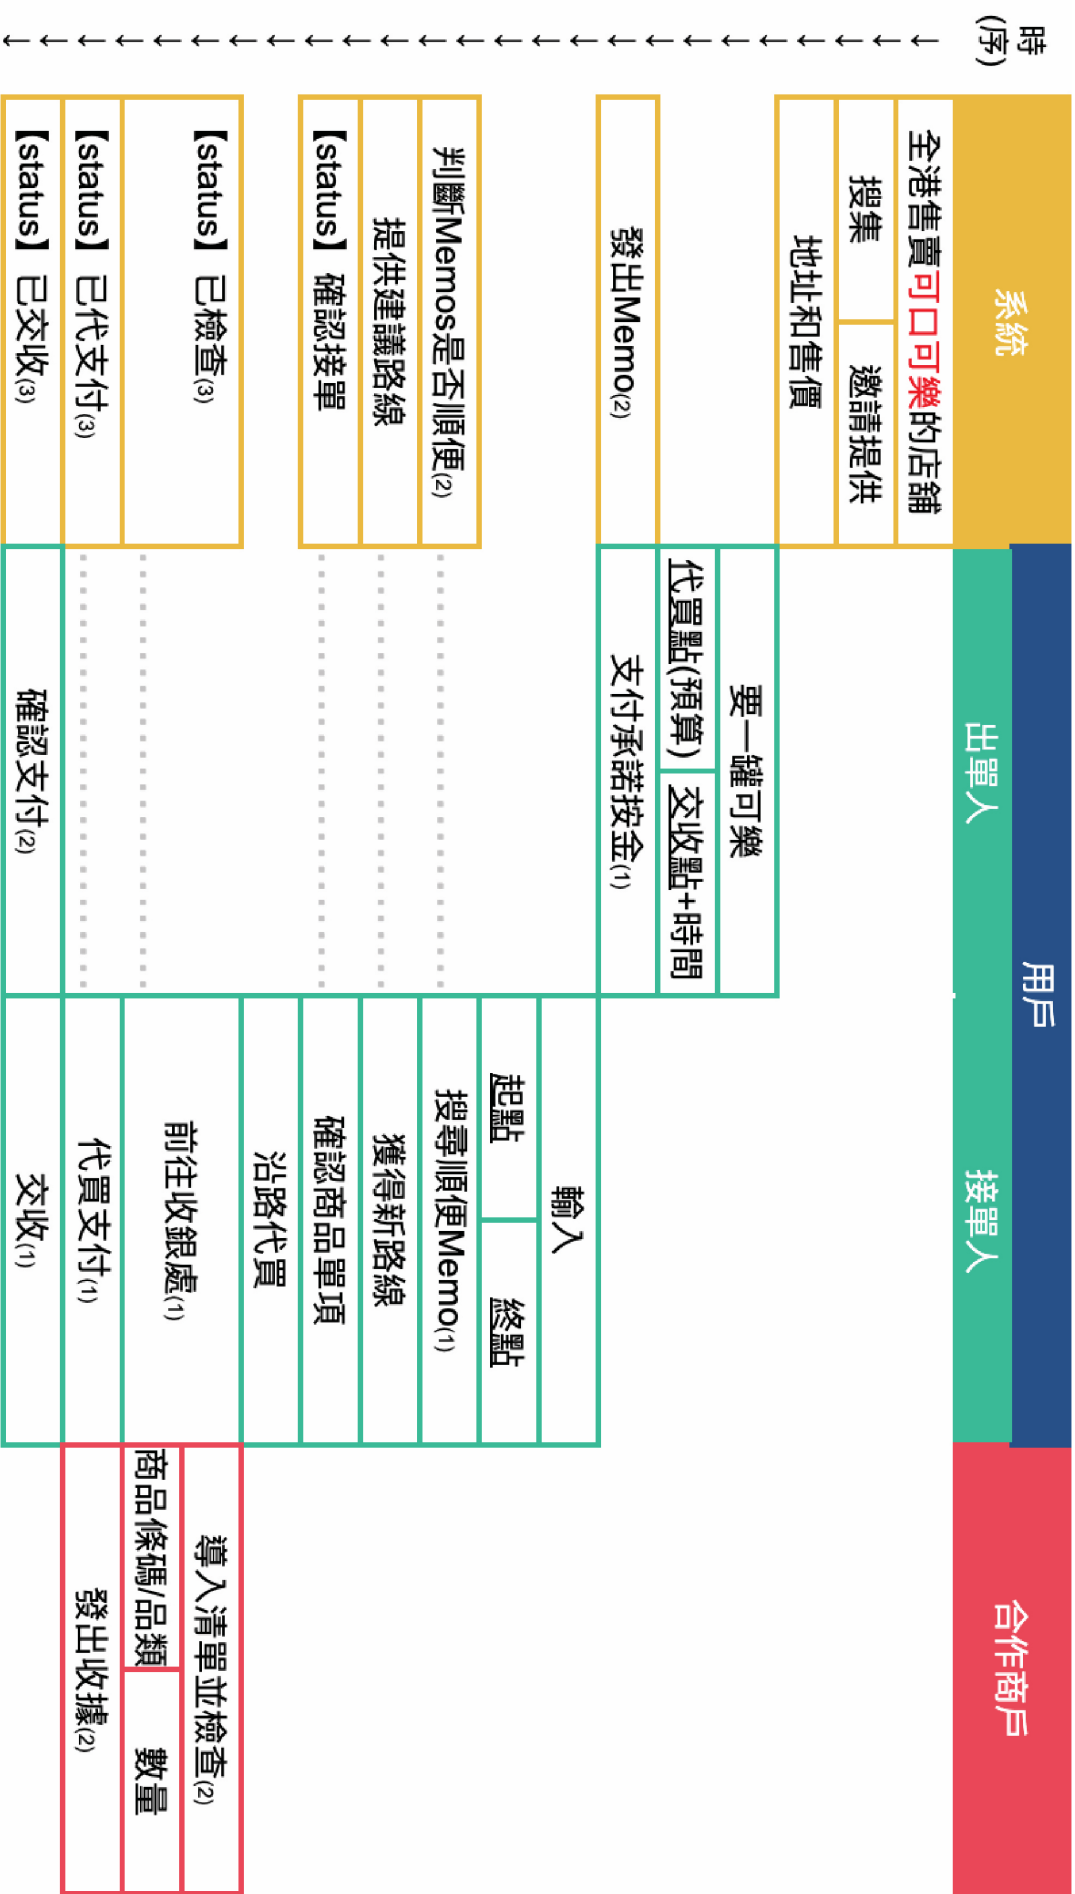 時
(序)
系統
用戶
合作商戶
出單人
接單人
全港售賣可口可樂的店舖
搜集
邀請提供
地址和售價
要一罐可樂
代買點(預算)
交收點+時間
發出Memo(2)
支付承諾按金(1)
輸入
起點
終點
判斷Memos是否順便(2)
搜尋順便Memo(1)
提供建議路線
獲得新路線
【status】確認接單
確認商品單項
沿路代買
【status】已檢查(3)
前往收銀處(1)
導入清單並檢查(2)
商品條碼/品類
數量
【status】已代支付(3)
代買支付(1)
發出收據(2)
【status】已交收(3)
確認支付(2)
交收(1)